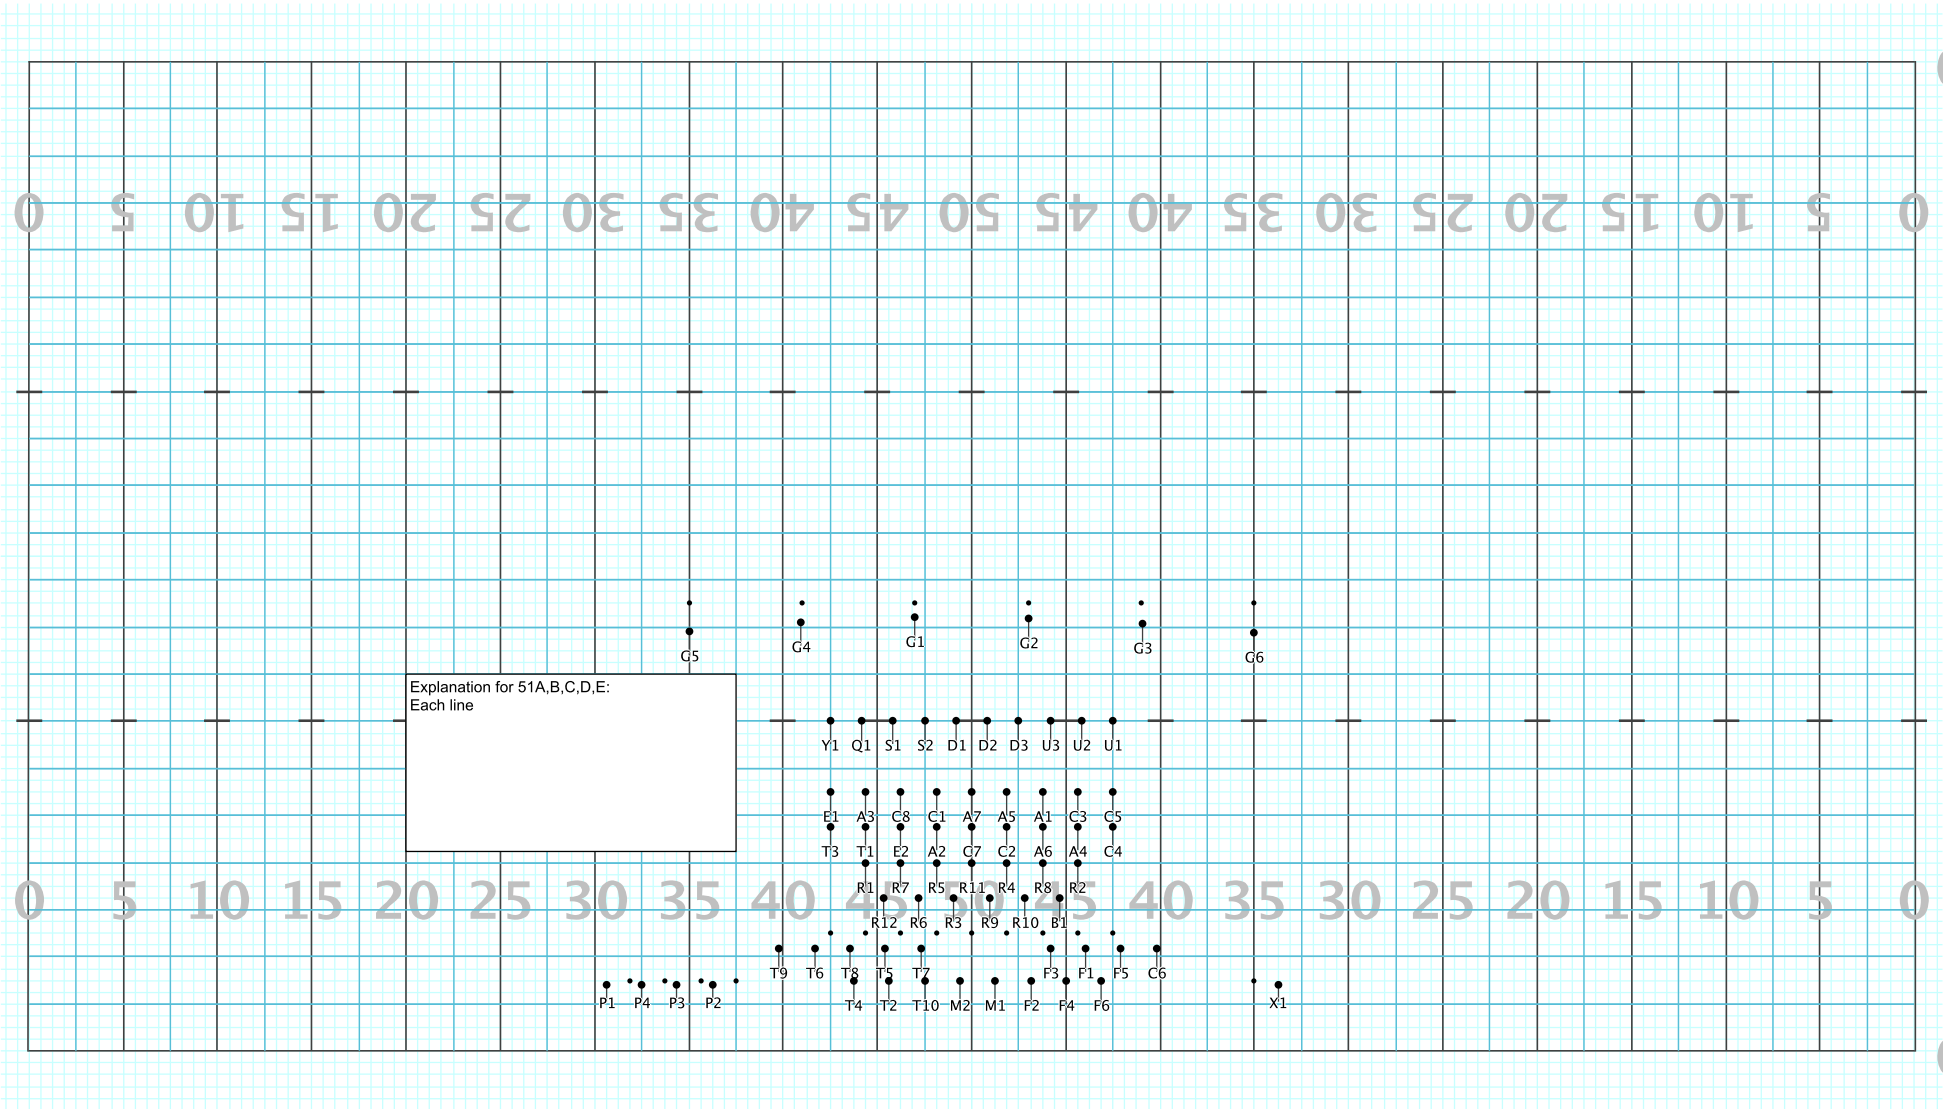 0 5 10 15 20 25 30 35 40 45 50 45 40 35 30 25 20 15 10 5 0
G5 G4 G1 G2 G3 G6
Explanation for 51A,B,C,D,E:
Each line
Y1 Q1 S1 S2 D1 D2 D3 U3 U2 U1
E1 A3 C8 C1 A7 A5 A1 C3 C5
T3 T1 E2 A2 C7 C2 A6 A4 C4
R1 R7 R5 R11 R4 R8 R2
0 5 10 15 20 25 30 35 40 45 50 45 40 35 30 25 20 15 10 5 0
R12 R6 R3 R9 R10 B1
T9 T6 T8 T5 T7 F3 F1 F5 C6
P1 P4 P3 P2 T4 T2 T10 M2 M1 F2 F4 F6 X1